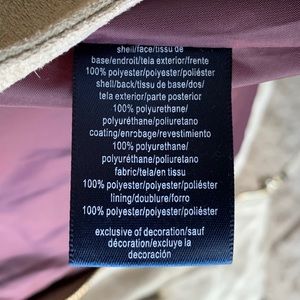 shell/face/tissu de
base/endroit/tela exterior/frente
100% polyester/polyester/poliéster
shell/back/tissu de base/dos/
tela exterior/parte posterior
100% polyurethane/
polyuréthane/poliuretano
coating/enrobage/revestimiento
100% polyurethane/
polyuréthane/poliuretano
fabric/tela/en tissu
100% polyester/polyester/poliéster
lining/doublure/forro
100% polyester/polyester/poliéster
exclusive of decoration/sauf
décoration/excluye la
decoración